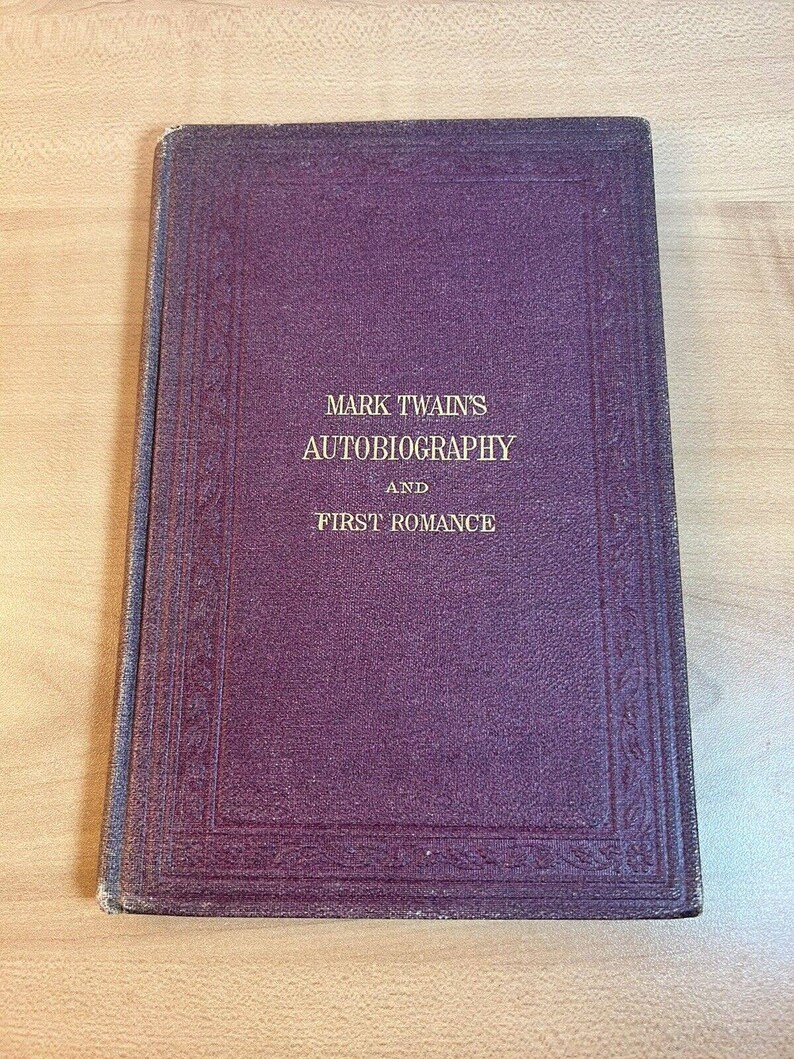 MARK TWAIN'S
AUTOBIOGRAPHY
AND
FIRST ROMANCE